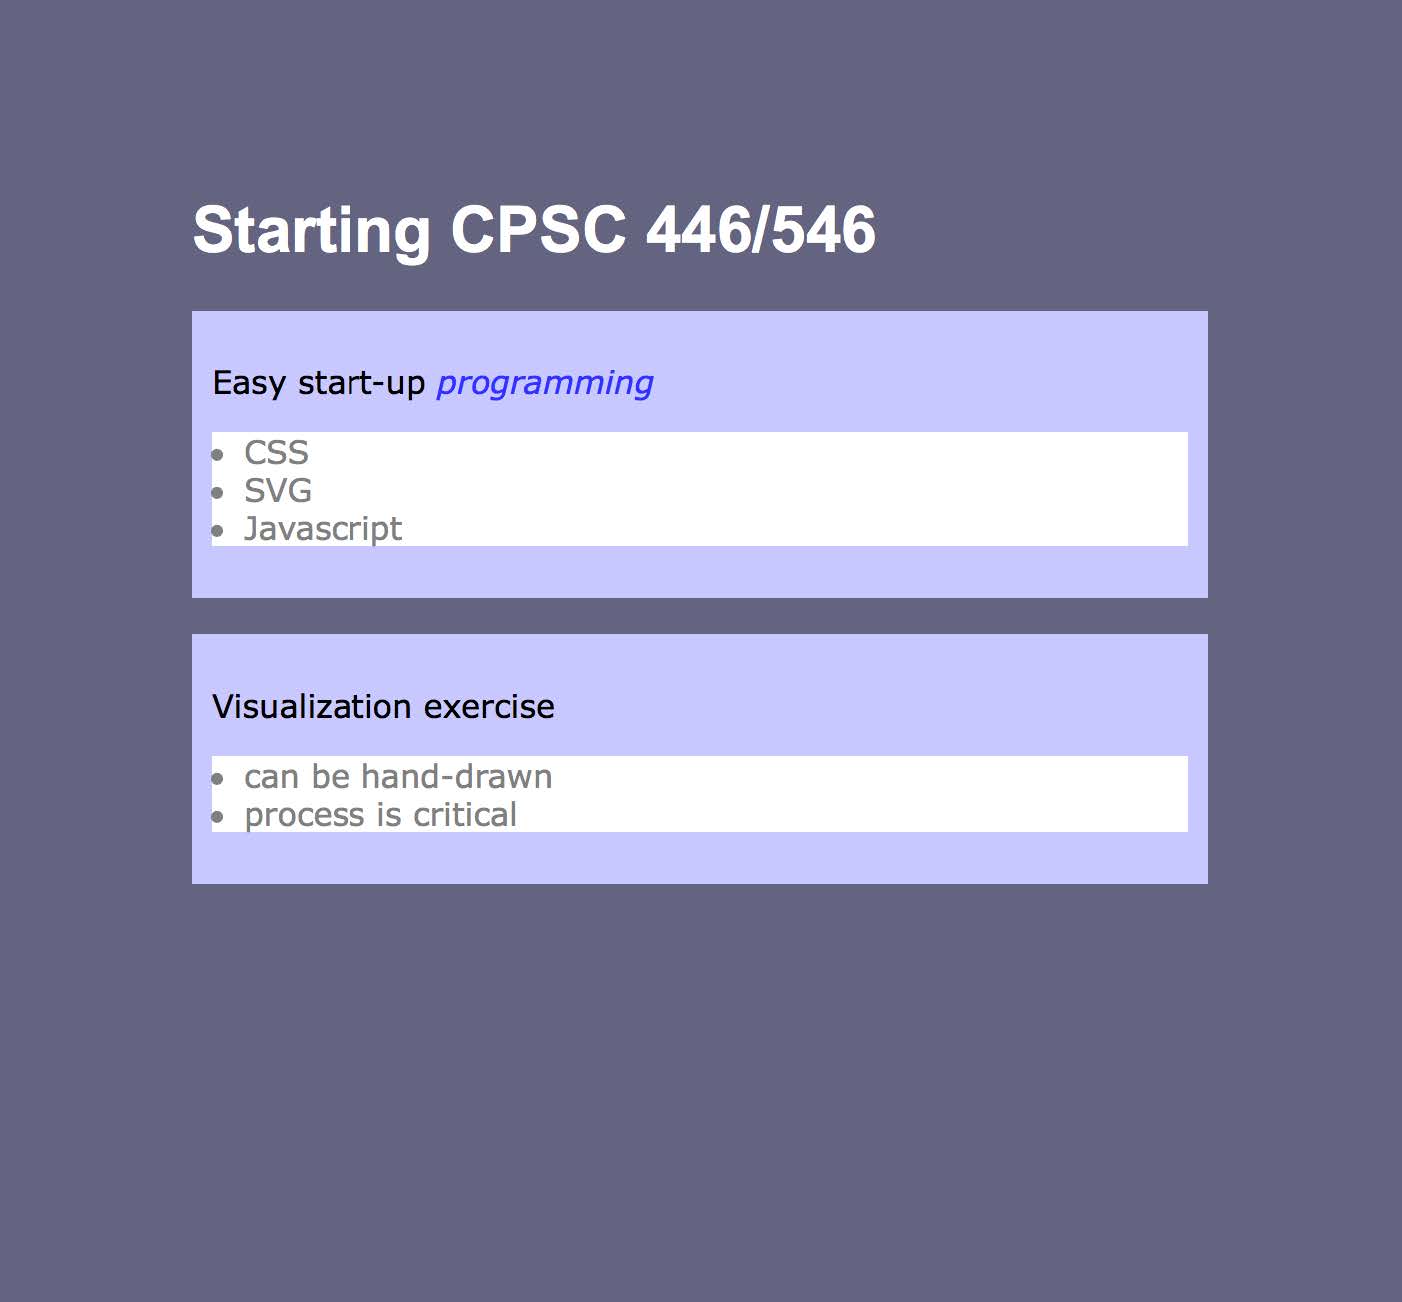 Starting CPSC 446/546
Easy start-up programming
CSS
SVG
Javascript
Visualization exercise
can be hand-drawn
process is critical